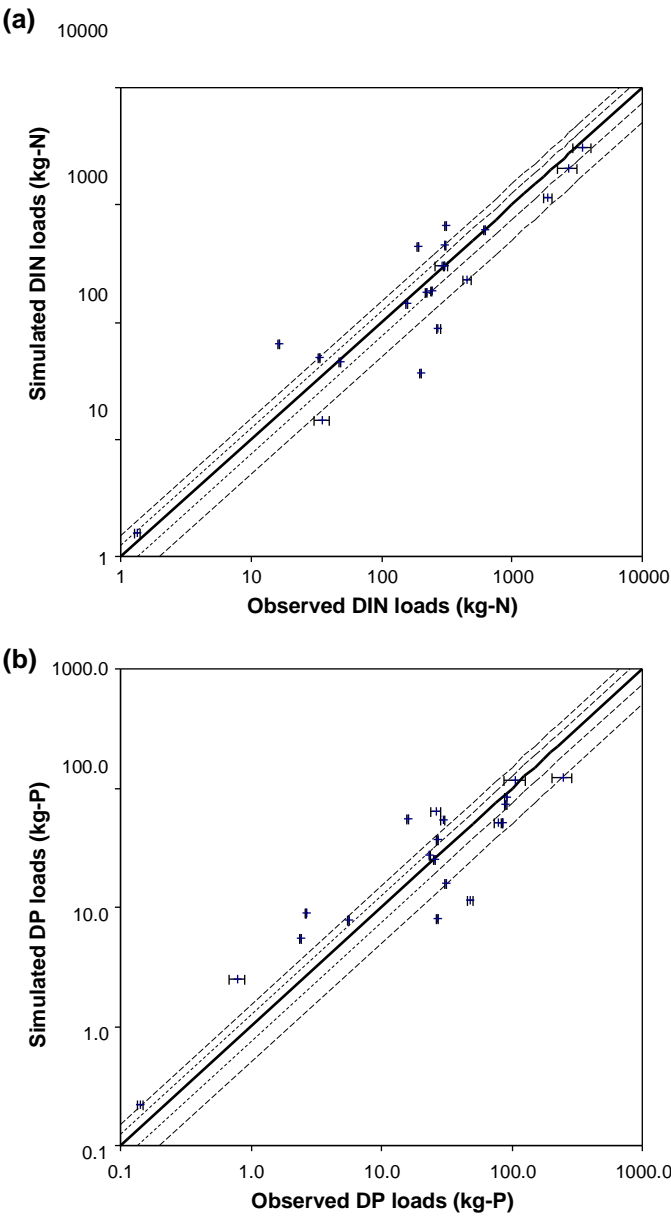 (a)
10000
Simulated DIN loads (kg-N)
1000
100
10
1
1 10 100 1000 10000
Observed DIN loads (kg-N)
(b)
1000.0
Simulated DP loads (kg-P)
100.0
10.0
1.0
0.1
0.1 1.0 10.0 100.0 1000.0
Observed DP loads (kg-P)